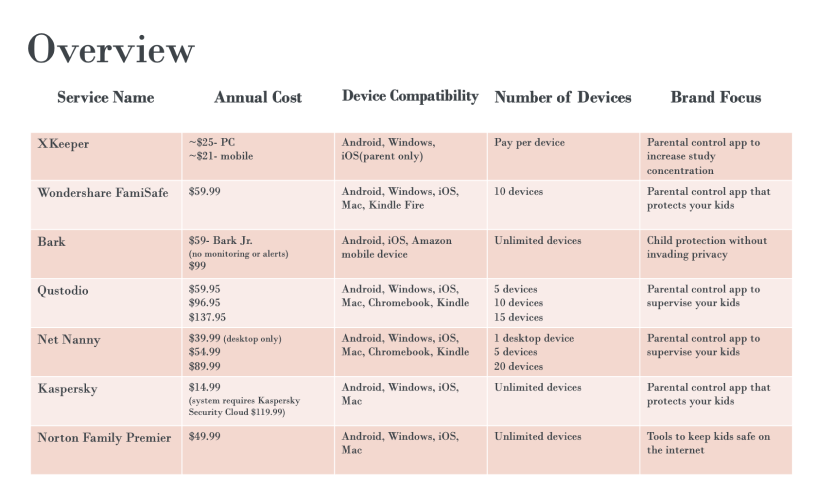 Overview
Service Name
Annual Cost
Device Compatibility
Number of Devices
Brand Focus
XKeeper
~$25- PC
~$21- mobile
Android, Windows,
iOS(parent only)
Pay per device
Parental control app to
increase study
concentration
Wondershare FamiSafe
$59.99
Android, Windows, iOS,
Mac, Kindle Fire
10 devices
Parental control app that
protects your kids
Bark
$59- Bark Jr.
(no monitoring or alerts)
$99
Android, iOS, Amazon
mobile device
Unlimited devices
Child protection without
invading privacy
Qustodio
$59.95
$96.95
$137.95
Android, Windows, iOS,
Mac, Chromebook, Kindle
5 devices
10 devices
15 devices
Parental control app to
supervise your kids
Net Nanny
$39.99 (desktop only)
$54.99
$89.99
Android, Windows, iOS,
Mac, Chromebook, Kindle
1 desktop device
5 devices
20 devices
Parental control app to
supervise your kids
Kaspersky
$14.99
(system requires Kaspersky
Security Cloud $119.99)
Android, Windows, iOS,
Mac
Unlimited devices
Parental control app that
protects your kids
Norton Family Premier
$49.99
Android, Windows, iOS,
Mac
Unlimited devices
Tools to keep kids safe on
the internet